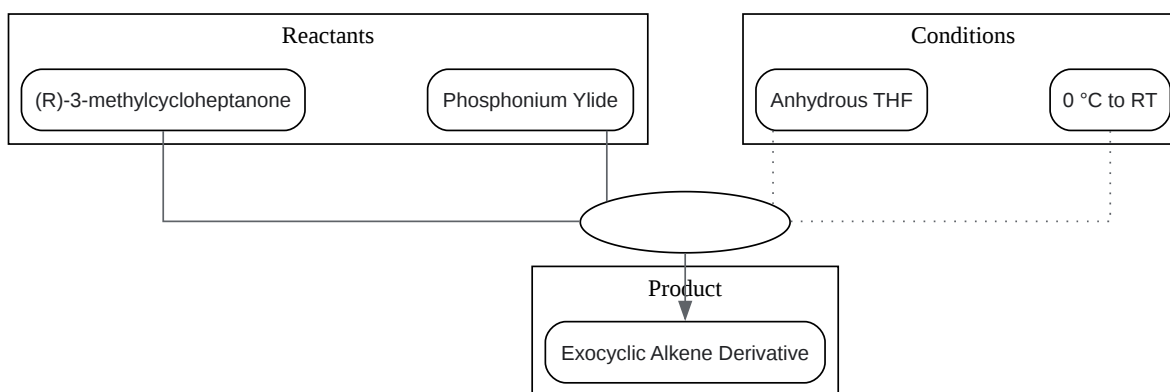 Reactants
Conditions
(R)-3-methylcycloheptanone
Phosphonium Ylide
Anhydrous THF
0 °C to RT
Product
Exocyclic Alkene Derivative